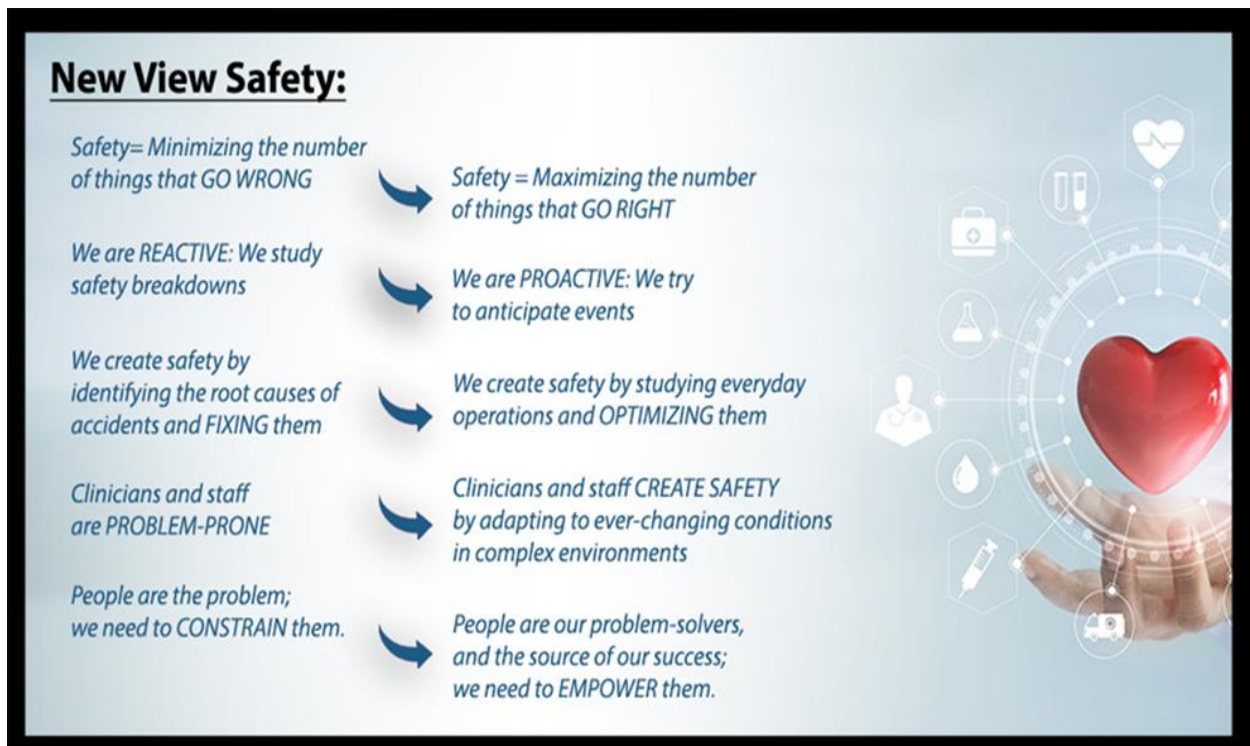 New View Safety:
Safety= Minimizing the number
of things that GO WRONG
Safety = Maximizing the number
of things that GO RIGHT
We are REACTIVE: We study
safety breakdowns
We are PROACTIVE: We try
to anticipate events
We create safety by
identifying the root causes of
accidents and FIXING them
We create safety by studying everyday
operations and OPTIMIZING them
Clinicians and staff
are PROBLEM-PRONE
Clinicians and staff CREATE SAFETY
by adapting to ever-changing conditions
in complex environments
People are the problem;
we need to CONSTRAIN them.
People are our problem-solvers,
and the source of our success;
we need to EMPOWER them.